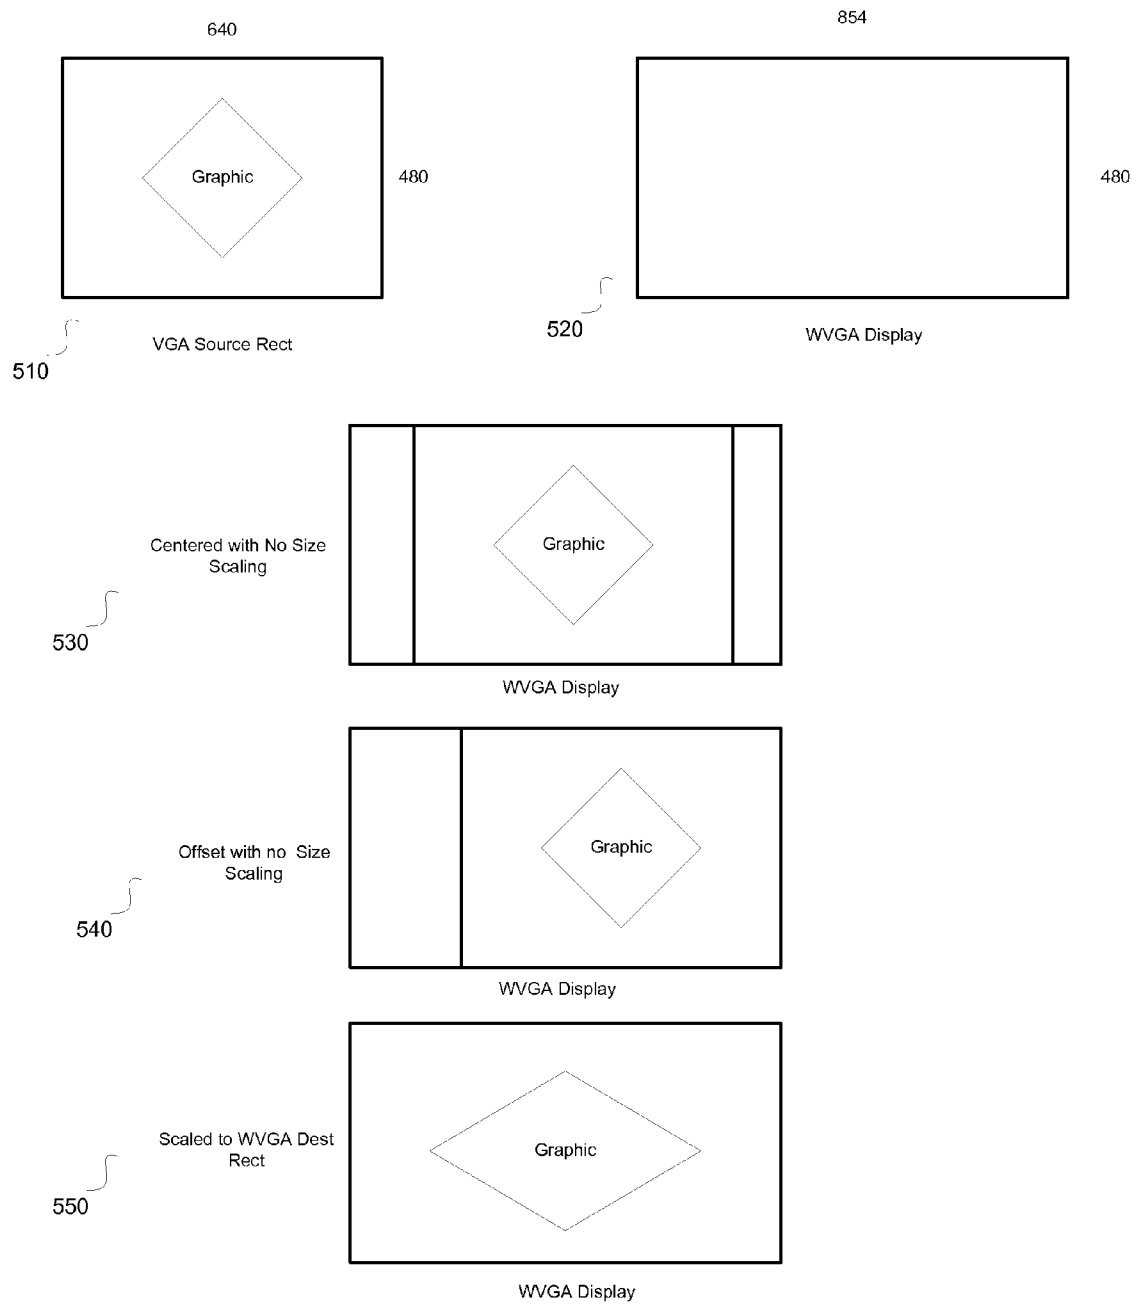 640
854
Graphic
480
480
VGA Source Rect
510
520
WVGA Display
Centered with No Size
Scaling
Graphic
530
WVGA Display
Offset with no Size
Scaling
Graphic
540
WVGA Display
Scaled to WVGA Dest
Rect
Graphic
550
WVGA Display